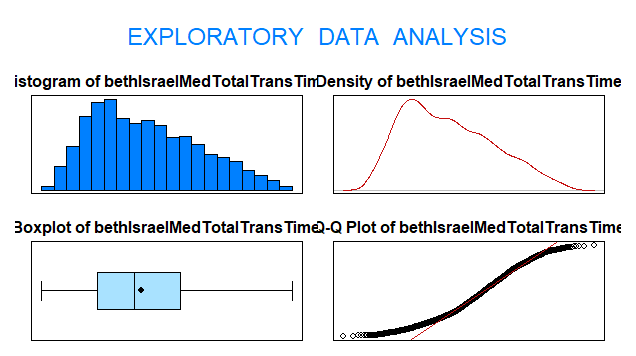 EXPLORATORY DATA ANALYSIS
istogram of bethIsraelMedTotalTransTim
Density of bethIsraelMedTotalTransTime
Boxplot of bethIsraelMedTotalTransTime
Q-Q Plot of bethIsraelMedTotalTransTime